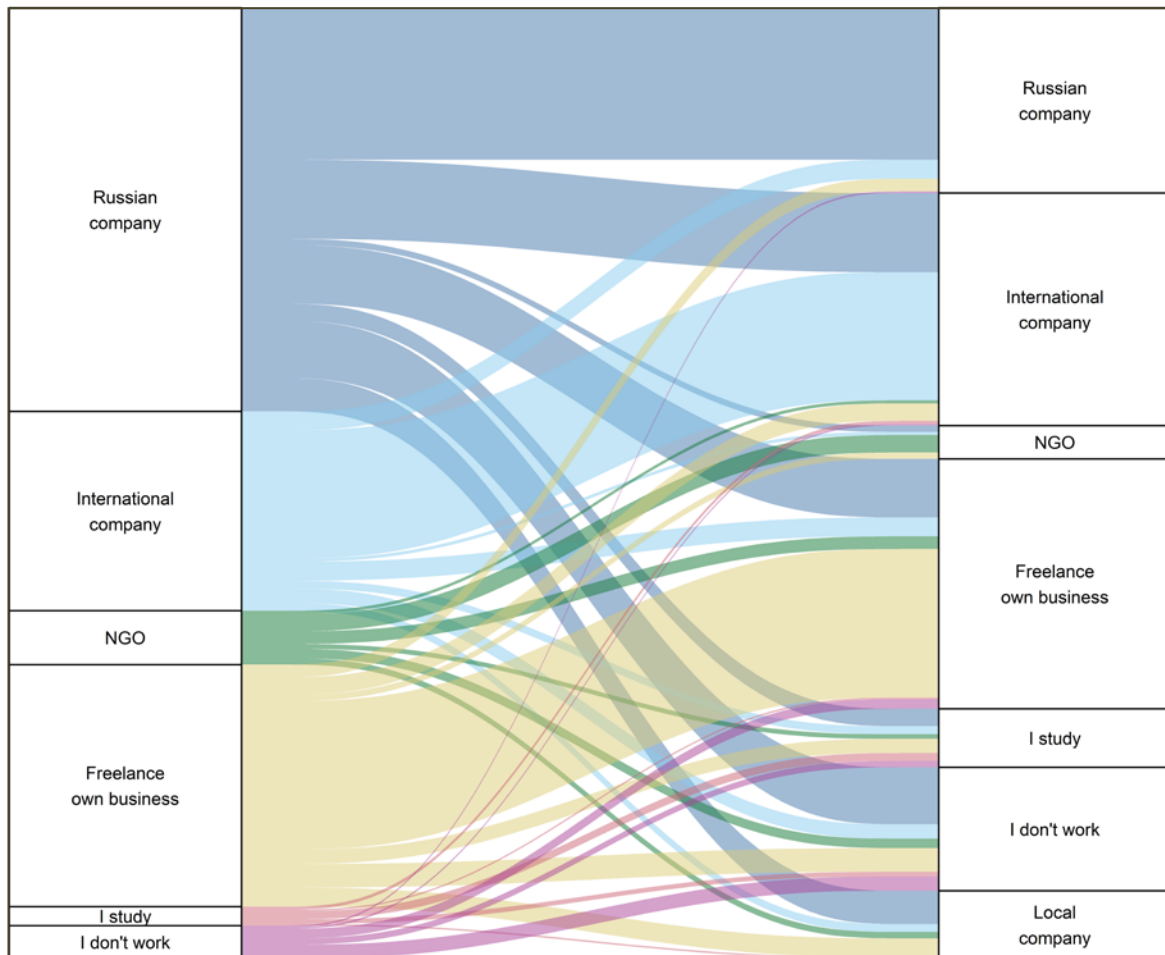 Russian
company
International
company
NGO
Freelance
own business
I study
I don't work
Russian
company
International
company
NGO
Freelance
own business
I study
I don't work
Local
company